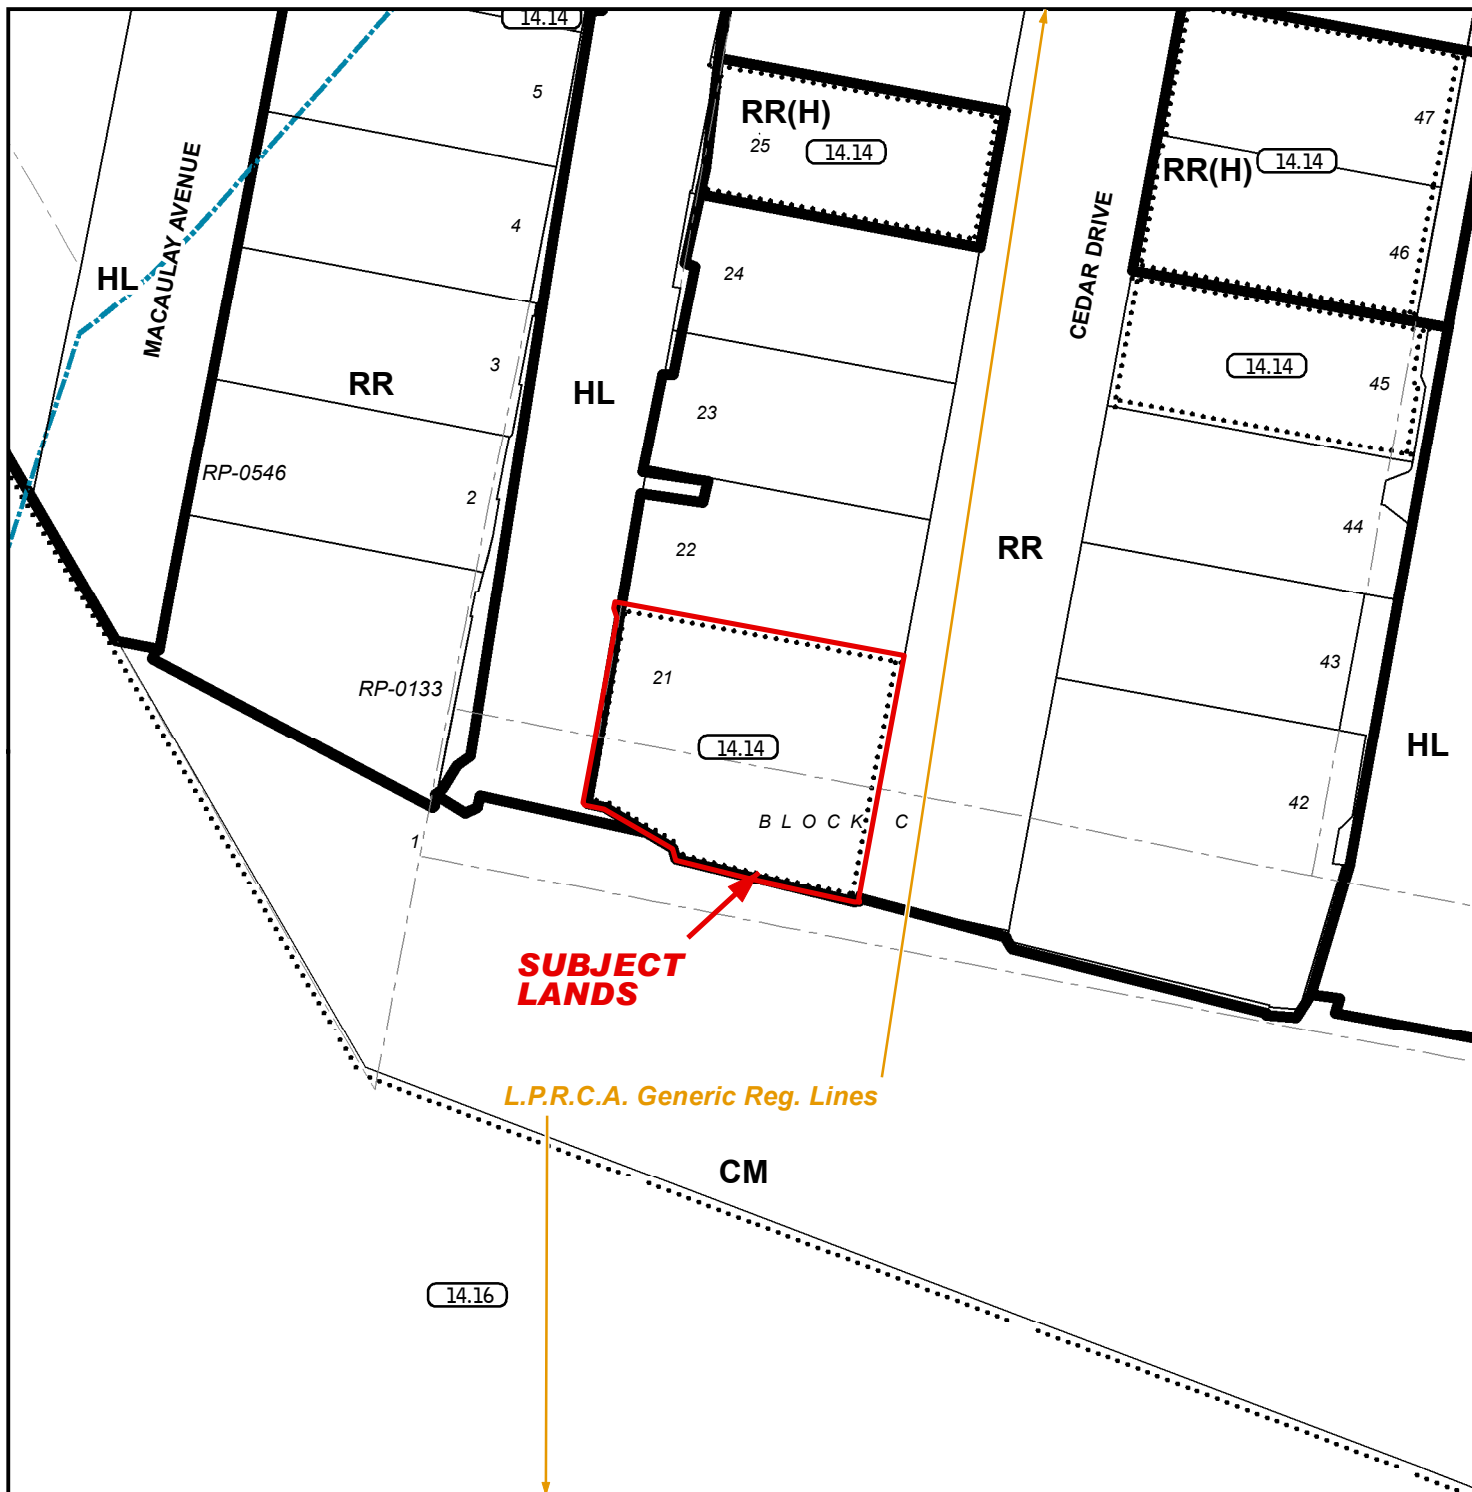 14.14
5
RR(H)
25
14.14
47
RR(H)
14.14
MACAULAY AVENUE
4
46
HL
24
CEDAR DRIVE
3
RR
HL
14.14
45
23
RP-0546
2
44
22
RR
21
43
RP-0133
14.14
HL
42
BLOCK C
1
SUBJECT
LANDS
L.P.R.C.A. Generic Reg. Lines
CM
14.16